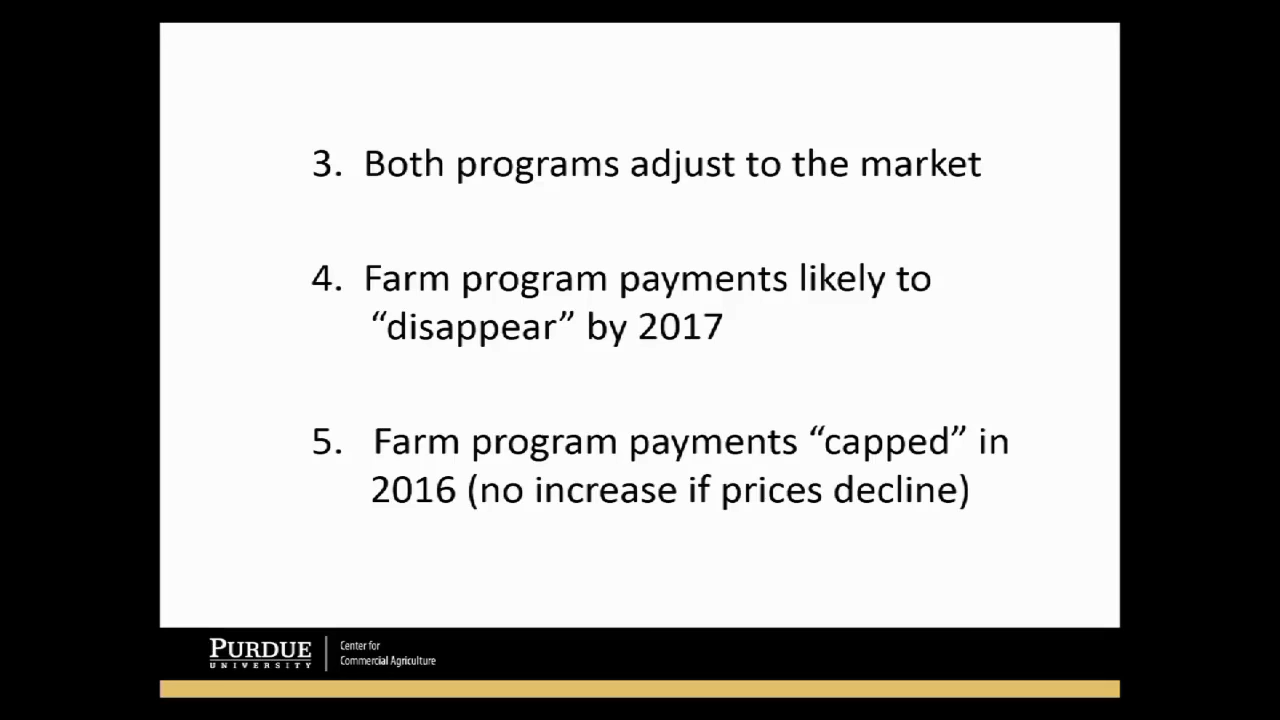 3. Both programs adjust to the market
4. Farm program payments likely to
“disappear” by 2017
5. Farm program payments “capped” in
2016 (no increase if prices decline)
PURDUE
UNIVERSITY
Center for
Commercial Agriculture